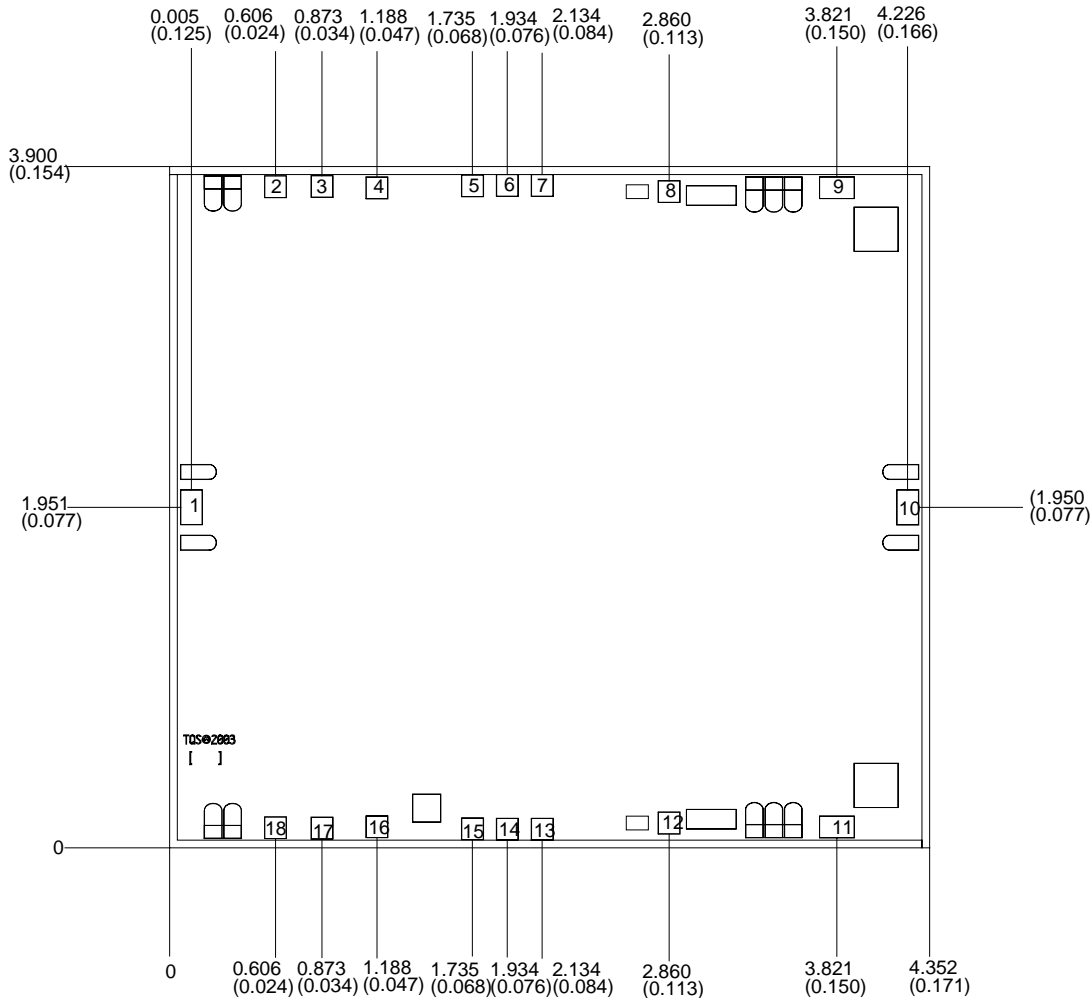 0.005 0.606 0.873 1.188 1.735 1.934 2.134 2.860 3.821 4.226
(0.125) (0.024) (0.034) (0.047) (0.068) (0.076) (0.084) (0.113) (0.150) (0.166)
3.900
(0.154)
2 3 4 5 6 7 8 9
1.951
(0.077)
1
10
(1.950
(0.077)
TQS©2003
[ ]
18 17 16 15 14 13 12 11
0
0 0.606 0.873 1.188 1.735 1.934 2.134 2.860 3.821 4.352
(0.024) (0.034) (0.047) (0.068) (0.076) (0.084) (0.113) (0.150) (0.171)